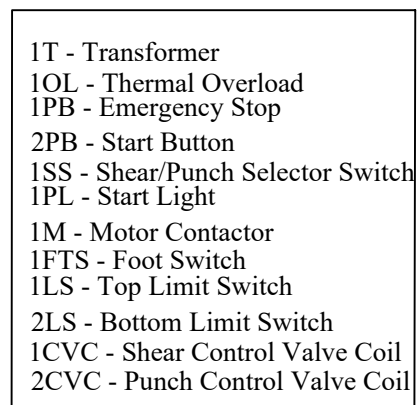 1T - Transformer
1OL - Thermal Overload
1PB - Emergency Stop
2PB - Start Button
1SS - Shear/Punch Selector Switch
1PL - Start Light
1M - Motor Contactor
1FTS - Foot Switch
1LS - Top Limit Switch
2LS - Bottom Limit Switch
1CVC - Shear Control Valve Coil
2CVC - Punch Control Valve Coil